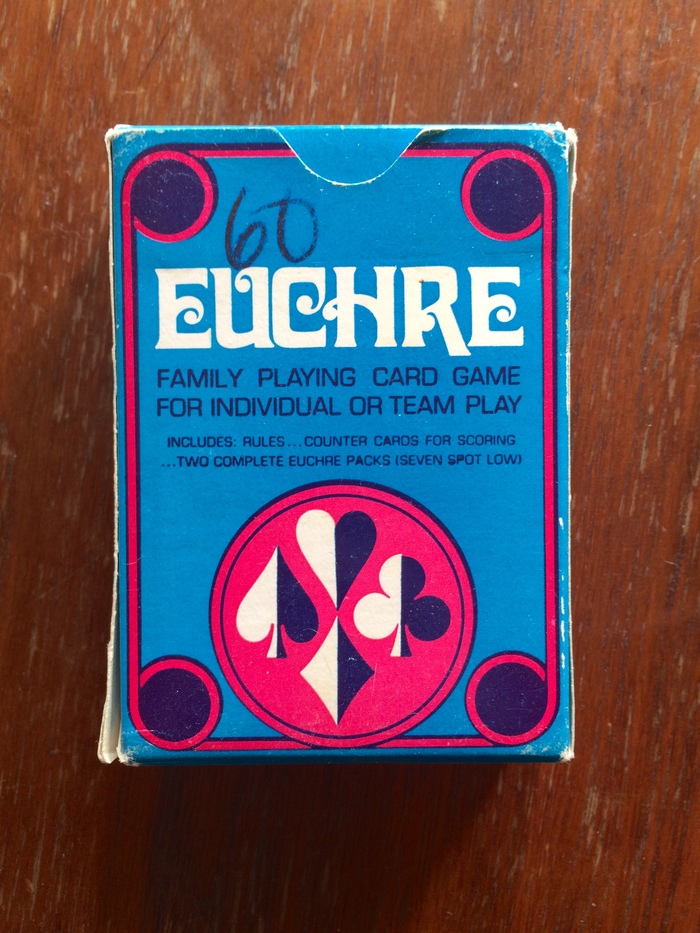 60
EUCHRE
FAMILY PLAYING CARD GAME
FOR INDIVIDUAL OR TEAM PLAY
INCLUDES: RULES...COUNTER CARDS FOR SCORING
...TWO COMPLETE EUCHRE PACKS (SEVEN SPOT LOW)